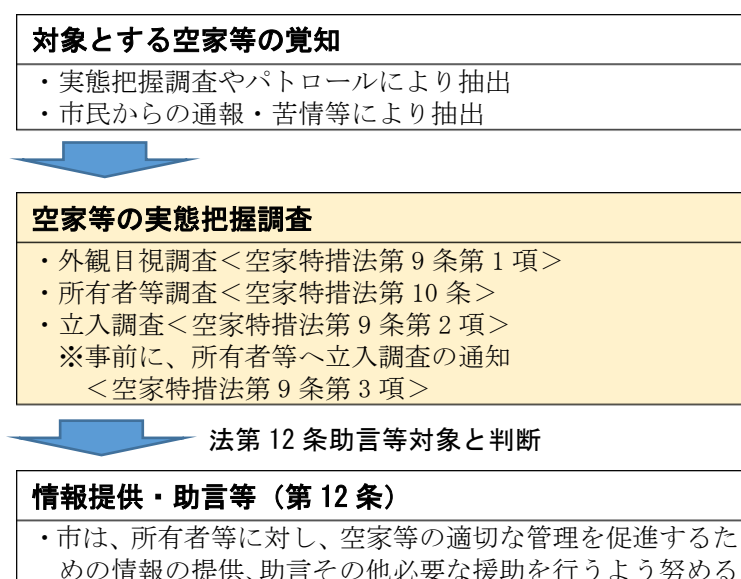 対象とする空家等の覚知
・実態把握調査やパトロールにより抽出
・市民からの通報・苦情等により抽出
空家等の実態把握調査
・外観目視調査＜空家特措法第９条第１項＞
・所有者等調査＜空家特措法第 10 条＞
・立入調査＜空家特措法第９条第２項＞
※事前に、所有者等へ立入調査の通知
＜空家特措法第９条第３項＞
法第 12 条助言等対象と判断
情報提供・助言等（第 12 条）
・市は、所有者等に対し、空家等の適切な管理を促進するた
めの情報の提供、助言その他必要な援助を行うよう努める